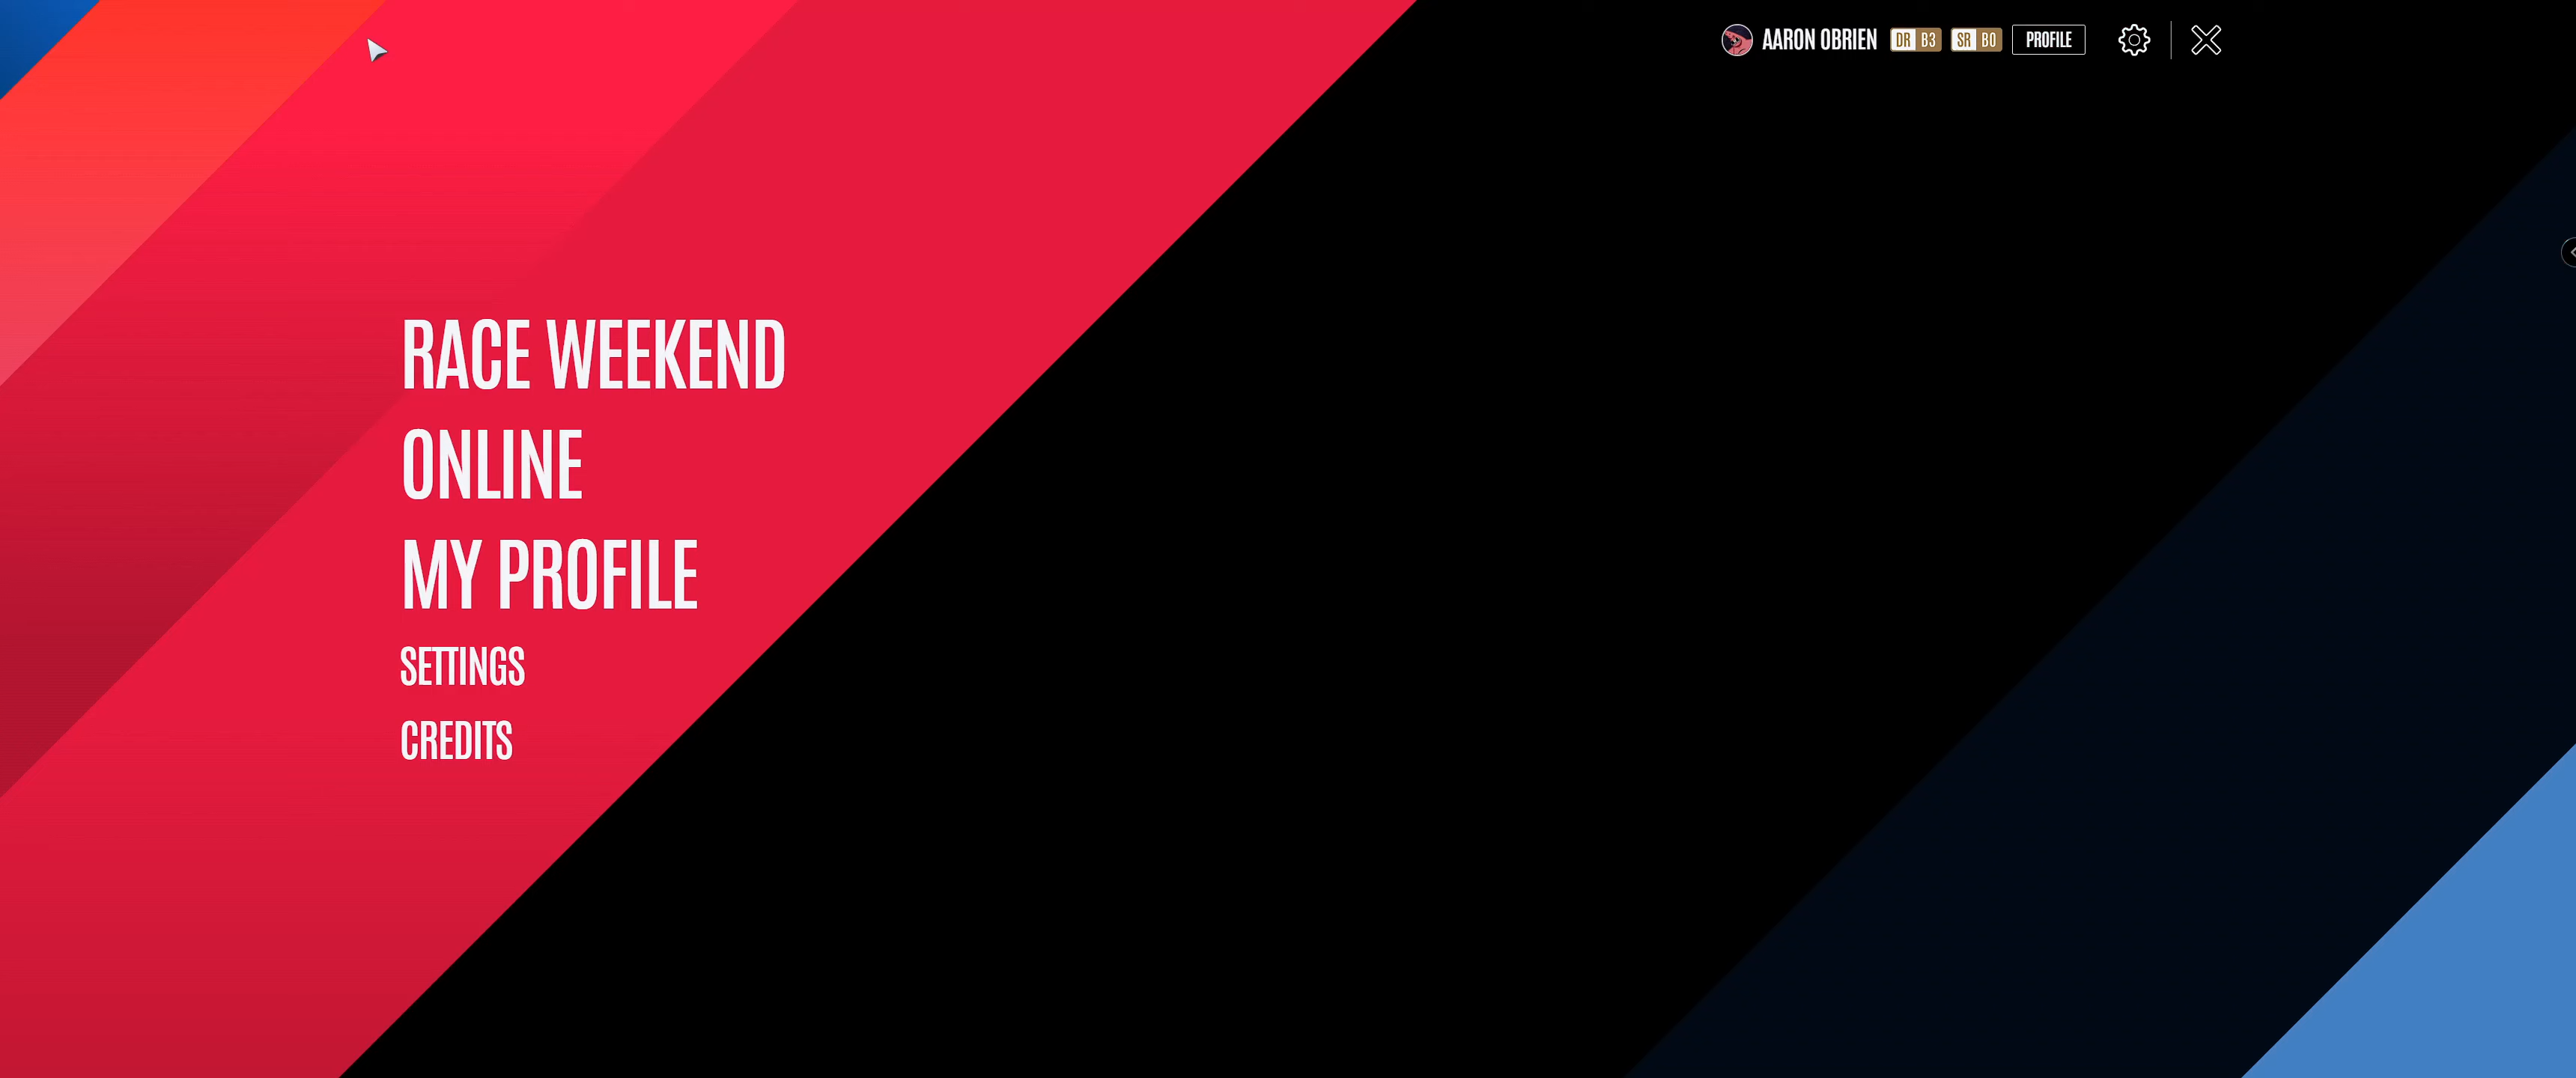 AARON OBRIEN DR B3 SR B0 PROFILE
RACE WEEKEND
ONLINE
MY PROFILE
SETTINGS
CREDITS